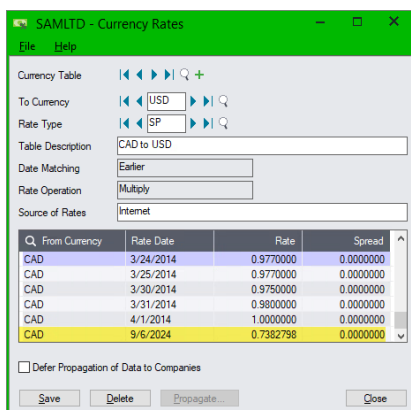 SAMLTD - Currency Rates
File Help
Currency Table
To Currency USD
Rate Type SP
Table Description CAD to USD
Date Matching Earlier
Rate Operation Multiply
Source of Rates Internet
From Currency Rate Date Rate Spread
CAD 3/24/2014 0.9770000 0.0000000
CAD 3/25/2014 0.9770000 0.0000000
CAD 3/30/2014 0.9750000 0.0000000
CAD 3/31/2014 0.9800000 0.0000000
CAD 4/1/2014 1.0000000 0.0000000
CAD 9/6/2024 0.7382798 0.0000000
Defer Propagation of Data to Companies
Save Delete Propagate... Close